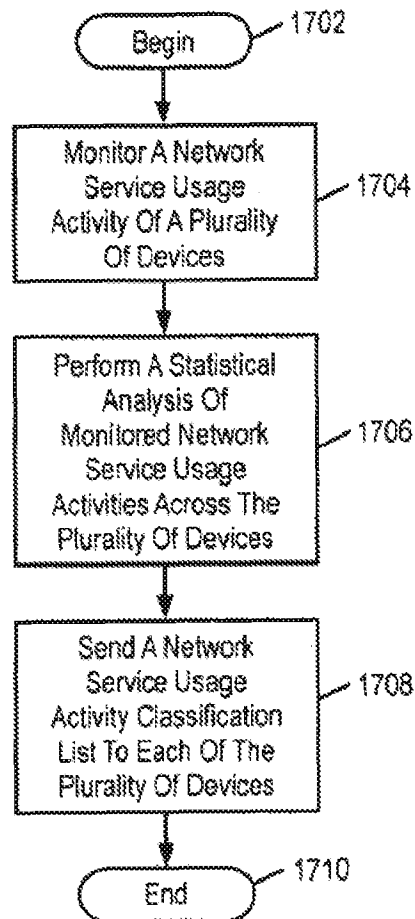 Begin
1702
Monitor A Network
Service Usage
Activity Of A Plurality
Of Devices
1704
Perform A Statistical
Analysis Of
Monitored Network
Service Usage
Activities Across The
Plurality Of Devices
1706
Send A Network
Service Usage
Activity Classification
List To Each Of The
Plurality Of Devices
1708
End
1710